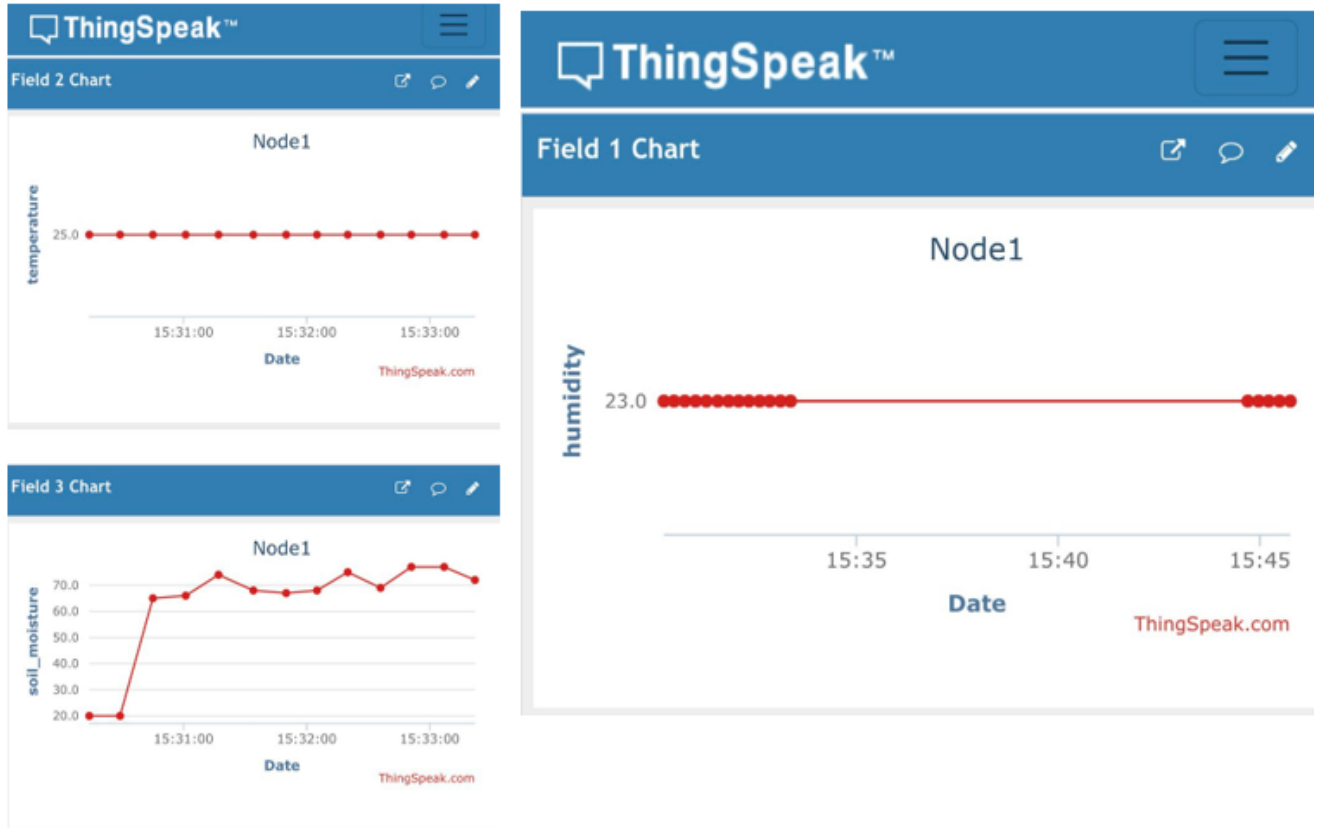 ThingSpeak™
Field 2 Chart
Node1
temperature
25.0
15:31:00 15:32:00 15:33:00
Date
ThingSpeak.com
Field 3 Chart
Node1
soil_moisture
70.0
60.0
50.0
40.0
30.0
20.0
15:31:00 15:32:00 15:33:00
Date
ThingSpeak.com
ThingSpeak™
Field 1 Chart
Node1
humidity
23.0
15:35 15:40 15:45
Date
ThingSpeak.com